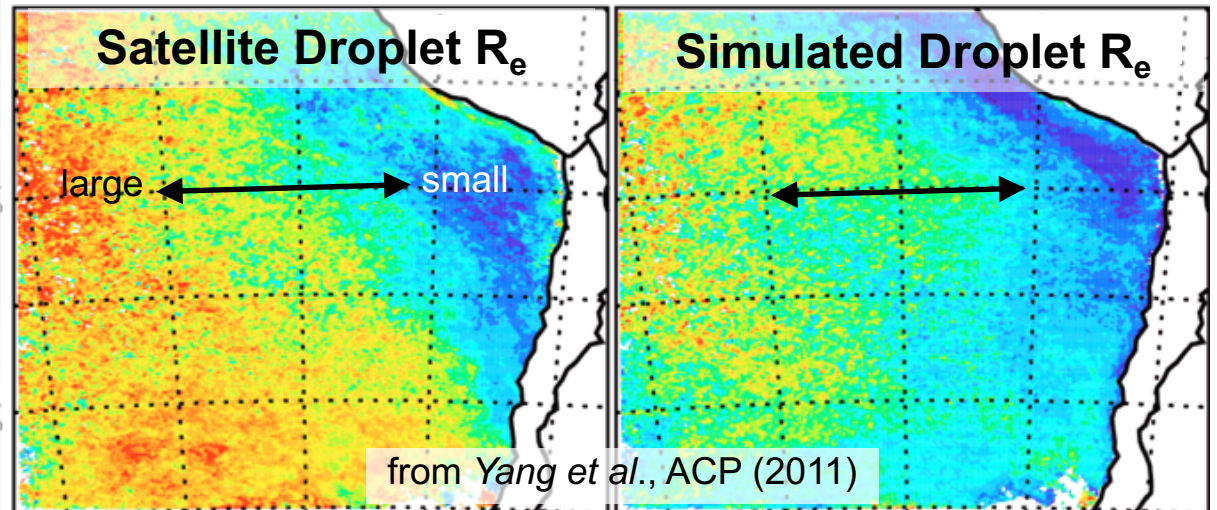 Satellite Droplet Re
Simulated Droplet Re
large
small
from Yang et al., ACP (2011)